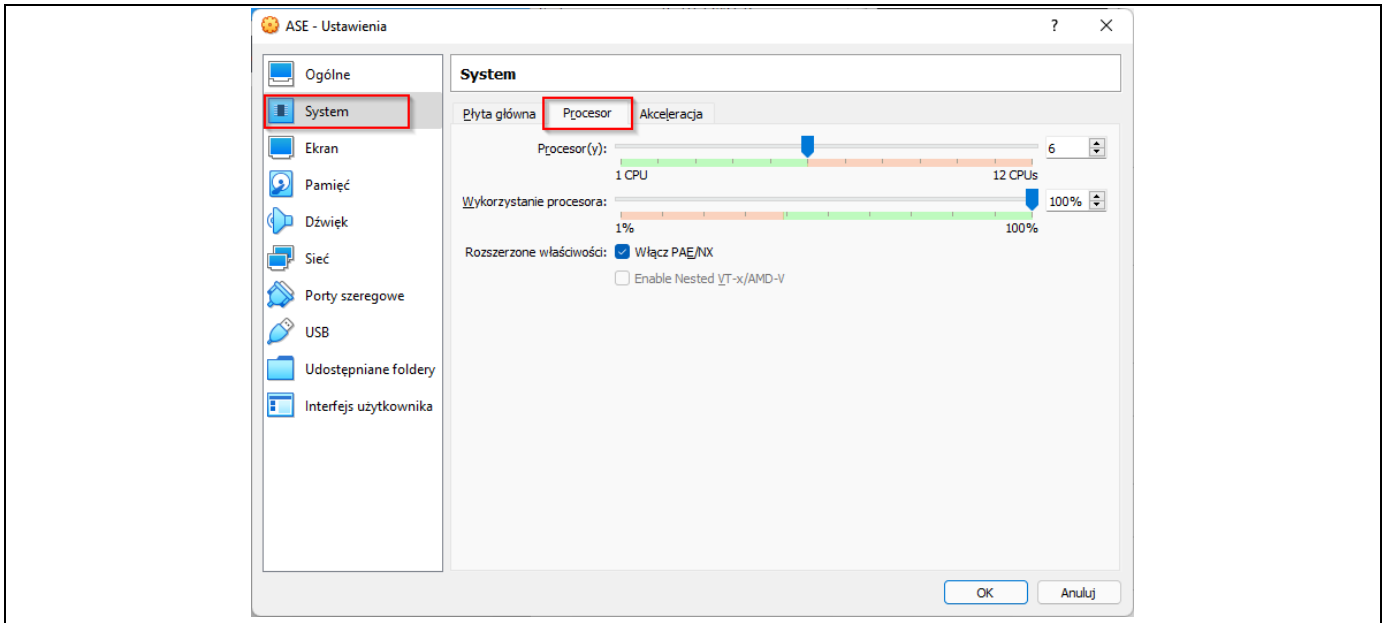 ASE - Ustawienia
?
Ogólne
System
Ekran
Pamięć
Dźwięk
Sieć
Porty szeregowe
USB
Udostępniane foldery
Interfejs użytkownika
System
Płyta główna Procesor Akceleracja
Procesor(y): 6
1 CPU 12 CPUs
Wykorzystanie procesora: 100%
1% 100%
Rozszerzone właściwości: Włącz PAE/NX
Enable Nested VT-x/AMD-V
OK Anuluj